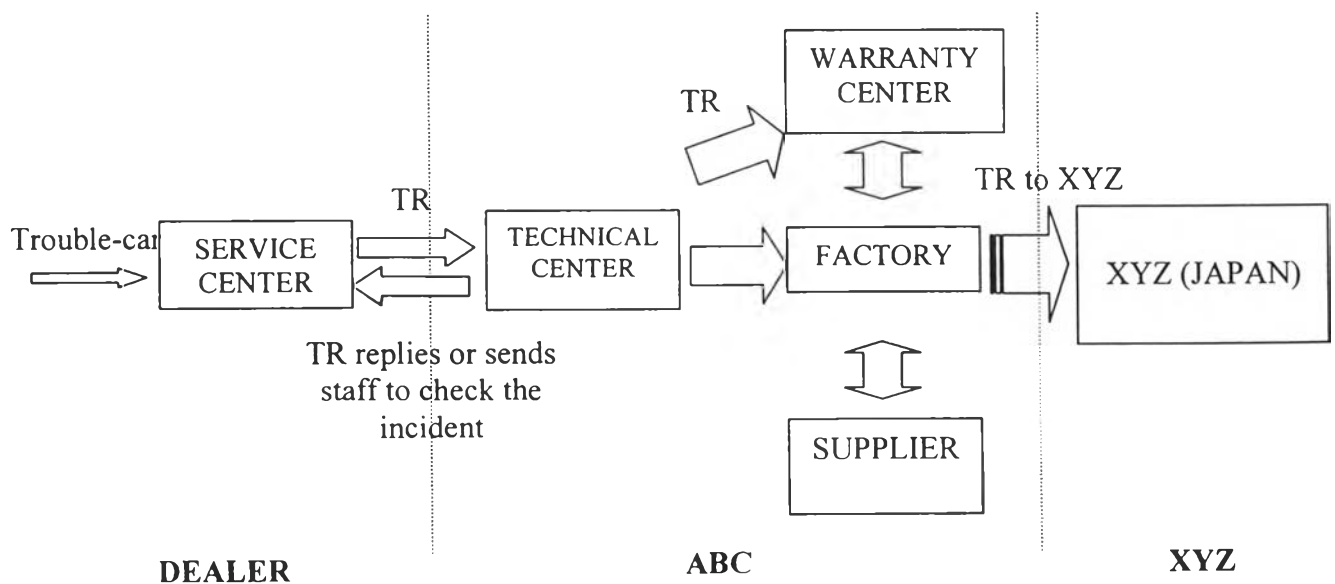 WARRANTY
CENTER
TR
TR to XYZ
TR
Trouble-car
SERVICE
CENTER
TECHNICAL
CENTER
FACTORY
XYZ (JAPAN)
TR replies or sends
staff to check the
incident
SUPPLIER
DEALER
ABC
XYZ